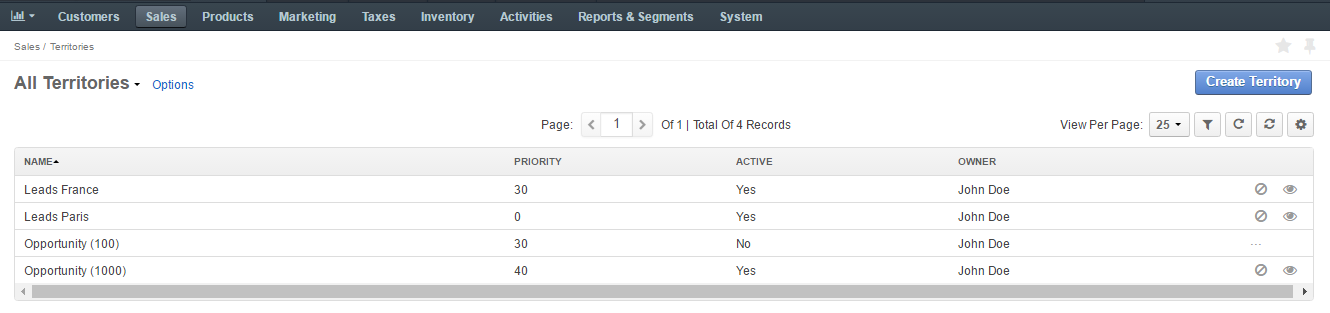 Customers Sales Products Marketing Taxes Inventory Activities Reports & Segments System
Sales / Territories
All Territories Options Create Territory
Page: 1 Of 1 | Total Of 4 Records View Per Page: 25
NAME PRIORITY ACTIVE OWNER
Leads France 30 Yes John Doe
Leads Paris 0 Yes John Doe
Opportunity (100) 30 No John Doe ...
Opportunity (1000) 40 Yes John Doe